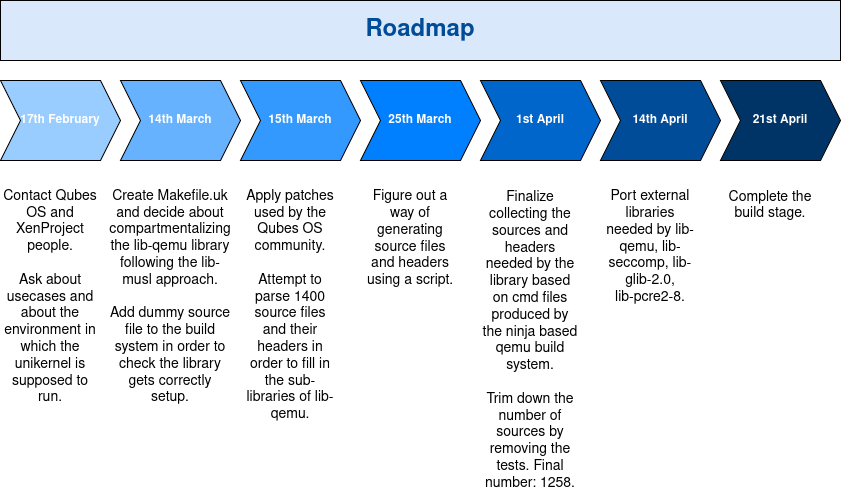 Roadmap
17th February
14th March
15th March
25th March
1st April
14th April
21st April
Contact Qubes
OS and
XenProject
people.
Ask about
usecases and
about the
environment in
which the
unikernel is
supposed to
run.
Create Makefile.uk
and decide about
compartmentalizing
the lib-qemu library
following the lib-
musl approach.
Add dummy source
file to the build
system in order to
check the library
gets correctly
setup.
Apply patches
used by the
Qubes OS
community.
Attempt to
parse 1400
source files
and their
headers in
order to fill in
the sub-
libraries of lib-
qemu.
Figure out a
way of
generating
source files
and headers
using a script.
Finalize
collecting the
sources and
headers
needed by the
library based
on cmd files
produced by
the ninja based
qemu build
system.
Trim down the
number of
sources by
removing the
tests. Final
number: 1258.
Port external
libraries
needed by lib-
qemu, lib-
seccomp, lib-
glib-2.0,
lib-pcre2-8.
Complete the
build stage.